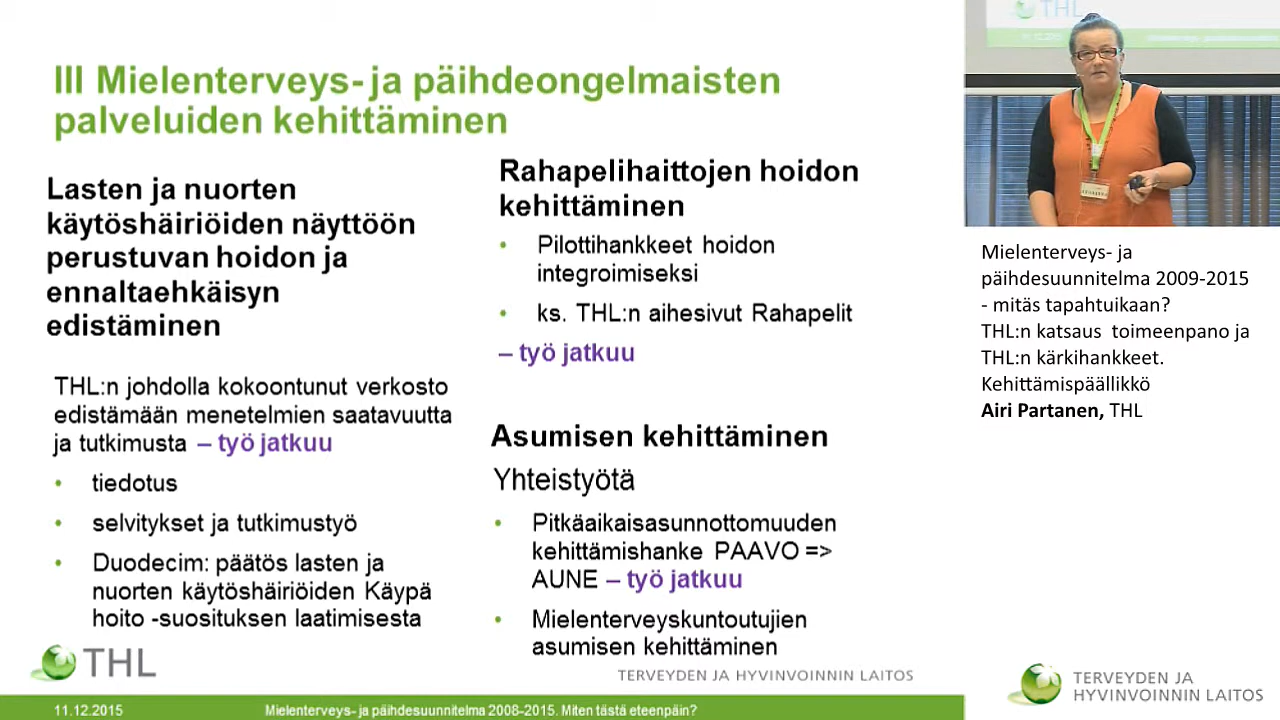 III Mielenterveys- ja päihdeongelmaisten
palveluiden kehittäminen
Lasten ja nuorten
käytöshäiriöiden näyttöön
perustuvan hoidon ja
ennaltaehkäisyn
edistäminen
THL:n johdolla kokoontunut verkosto
edistämään menetelmien saatavuutta
ja tutkimusta – työ jatkuu
• tiedotus
• selvitykset ja tutkimustyö
• Duodecim: päätös lasten ja
nuorten käytöshäiriöiden Käypä
hoito -suosituksen laatimisesta
Rahapelihaittojen hoidon
kehittäminen
• Pilottihankkeet hoidon
integroimiseksi
• ks. THL:n aihesivut Rahapelit
– työ jatkuu
Asumisen kehittäminen
Yhteistyötä
• Pitkäaikaisasunnottomuuden
kehittämishanke PAAVO =>
AUNE – työ jatkuu
• Mielenterveyskuntoutujien
asumisen kehittäminen
THL
TERVEYDEN JA HYVINVOINNIN LAITOS
11.12.2015
Mielenterveys- ja päihdesuunnitelma 2008-2015. Miten tästä eteenpäin?
THL
Mielenterveys- ja
päihdesuunnitelma 2009-2015
- mitäs tapahtuikaan?
THL:n katsaus toimeenpano ja
THL:n kärkihankkeet.
Kehittämispäällikkö
Airi Partanen, THL
TERVEYDEN JA
HYVINVOINNIN LAITOS